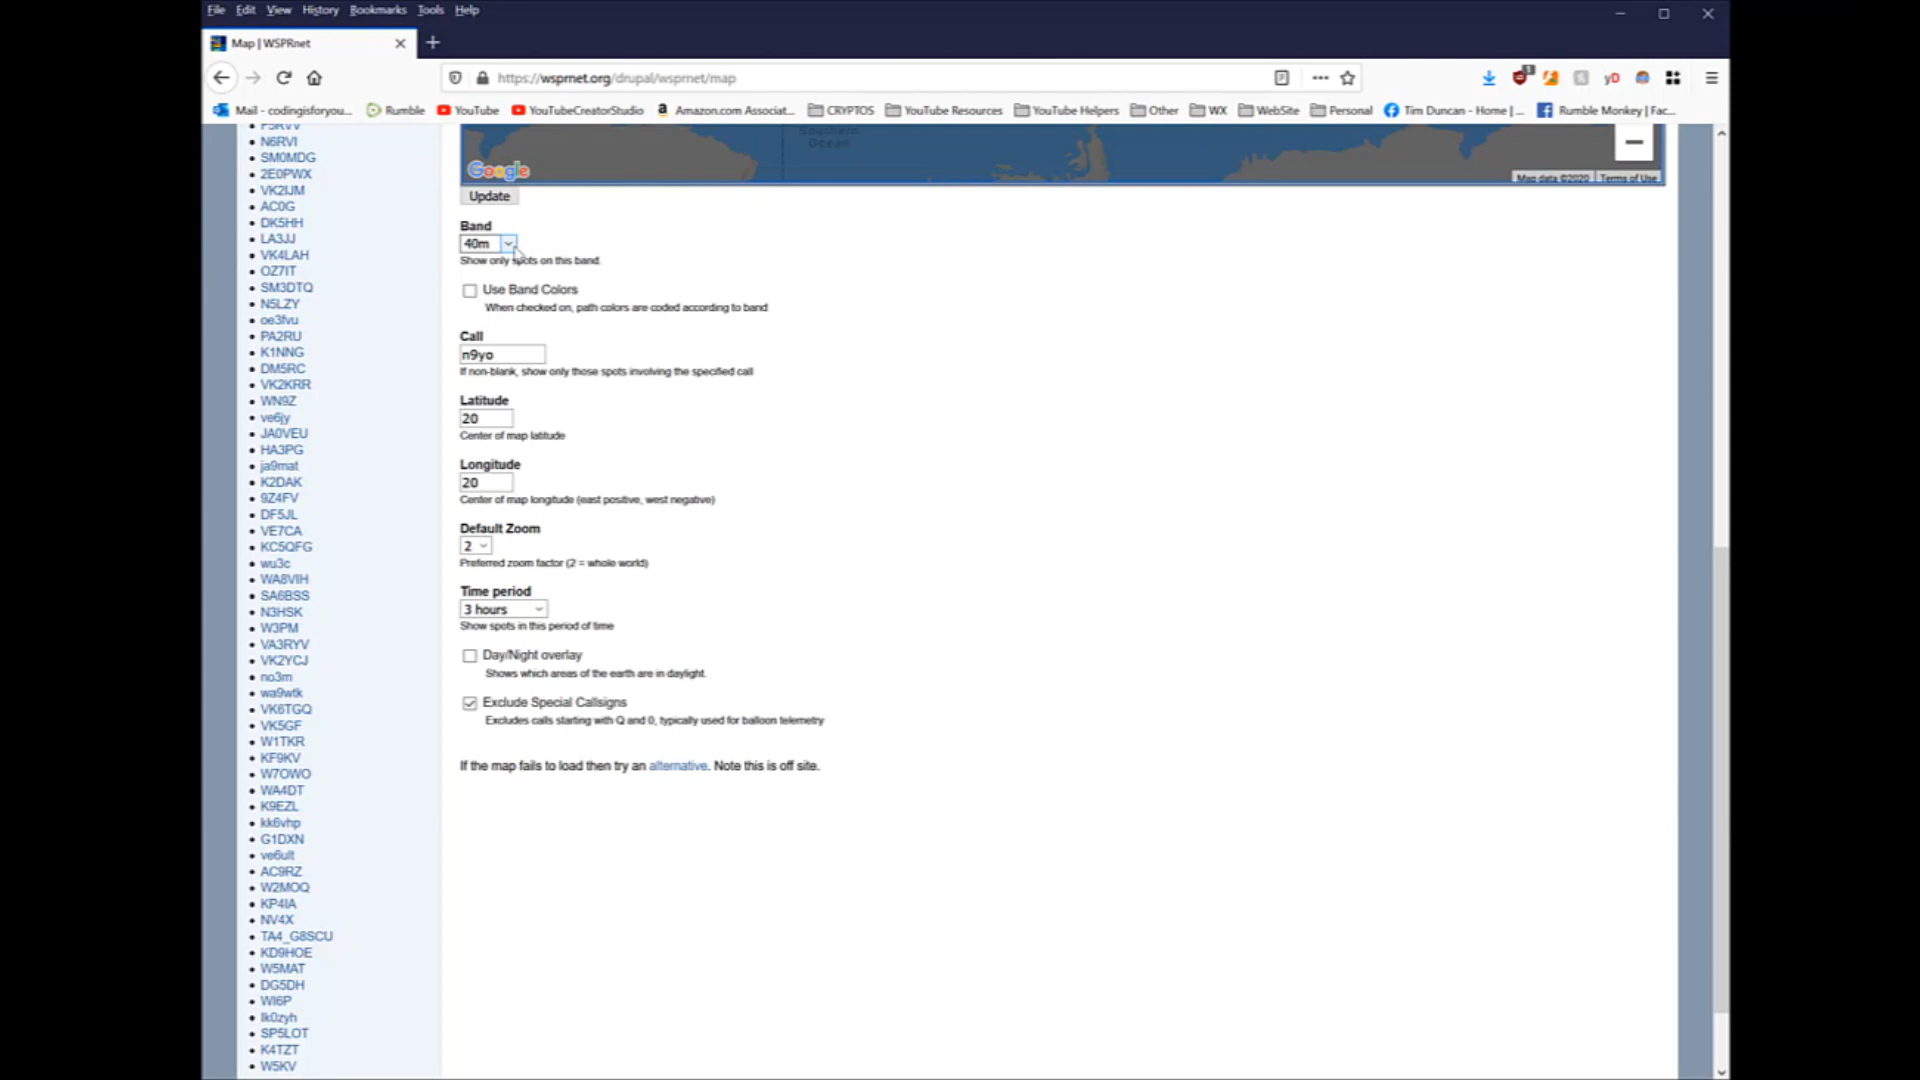 File Edit View History Bookmarks Tools Help
Map | WSPRnet
https://wsprnet.org/drupal/wsprnet/map
Mail - codingisforyou... Rumble YouTube YouTubeCreatorStudio Amazon.com Associat... CRYPTOS YouTube Resources YouTube Helpers Other WX WebSite Personal Tim Duncan - Home | ... Rumble Monkey | Fac...
F5RVV
N6RVI
SM0MDG
2E0PWX
VK2IJM
AC0G
DK5HH
LA3JJ
VK4LAH
OZ7IT
SM3DTQ
N5LZY
oe3fvu
PA2RU
K1NNG
DM5RC
VK2KRR
WN9Z
ve6jy
JA0VEU
HA3PG
ja9mat
K2DAK
9Z4FV
DF5JL
VE7CA
KC5QFG
wu3c
WA8VIH
SA6BSS
N3HSK
W3PM
VA3RYV
VK2YCJ
no3m
wa9wtk
VK6TGQ
VK5GF
W1TKR
KF9KV
W7OWO
WA4DT
K9EZL
kk6vhp
G1DXN
ve6ult
AC9RZ
W2MOQ
KP4IA
NV4X
TA4_G8SCU
KD9HOE
W5MAT
DG5DH
WI6P
Ik0zyh
SP5LOT
K4TZT
W5KV
Southern
Ocean
Google
Map data ©2020 Terms of Use
Update
Band
40m
Show only spots on this band.
Use Band Colors
When checked on, path colors are coded according to band
Call
n9yo
If non-blank, show only those spots involving the specified call
Latitude
20
Center of map latitude
Longitude
20
Center of map longitude (east positive, west negative)
Default Zoom
2
Preferred zoom factor (2 = whole world)
Time period
3 hours
Show spots in this period of time
Day/Night overlay
Shows which areas of the earth are in daylight.
Exclude Special Callsigns
Excludes calls starting with Q and 0, typically used for balloon telemetry
If the map fails to load then try an alternative. Note this is off site.